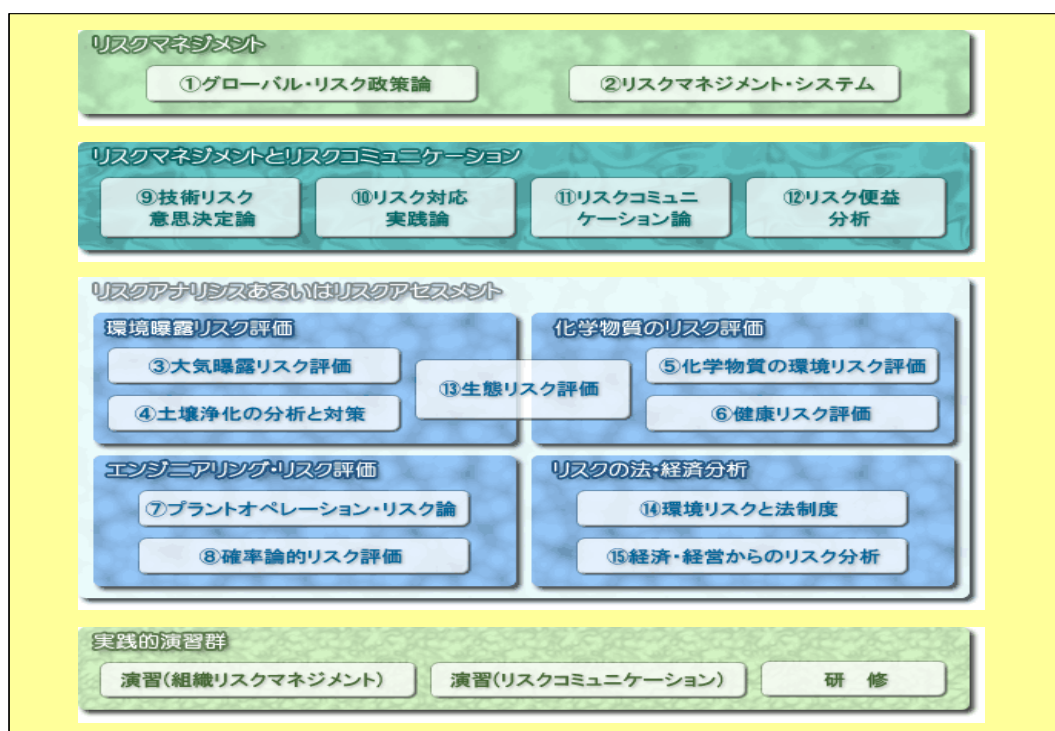 リスクマネジメント
①グローバル・リスク政策論
②リスクマネジメント・システム
リスクマネジメントとリスクコミュニケーション
⑨技術リスク
意思決定論
⑩リスク対応
実践論
⑪リスクコミュニ
ケーション論
⑫リスク便益
分析
リスクアナリシスあるいはリスクアセスメント
環境曝露リスク評価
③大気曝露リスク評価
④土壌浄化の分析と対策
⑬生態リスク評価
化学物質のリスク評価
⑤化学物質の環境リスク評価
⑥健康リスク評価
エンジニアリング・リスク評価
⑦プラントオペレーション・リスク論
⑧確率論的リスク評価
リスクの法・経済分析
⑭環境リスクと法制度
⑮経済・経営からのリスク分析
実践的演習群
演習(組織リスクマネジメント)
演習(リスクコミュニケーション)
研 修